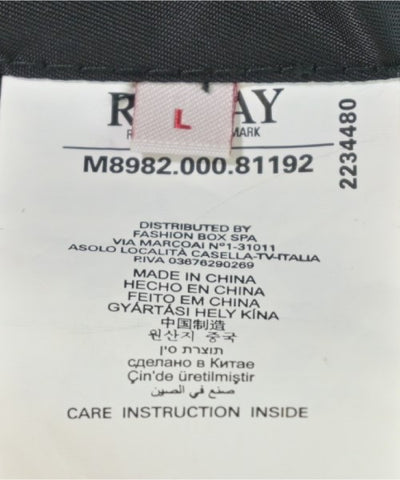 L
MARK
M8982.000.81192
2234480
DISTRIBUTED BY
FASHION BOX SPA
VIA MARCOAI N°1-31011
ASOLO LOCALITÀ CASELLA-TV-ITALIA
P.IVA 03676290269
MADE IN CHINA
HECHO EN CHINA
FEITO EM CHINA
GYÁRTÁSI HELY KÍNA
中国制造
원산지 중국
תוצרת סין
сделано в Китае
Çin'de üretilmiştir
صنع في الصين
CARE INSTRUCTION INSIDE